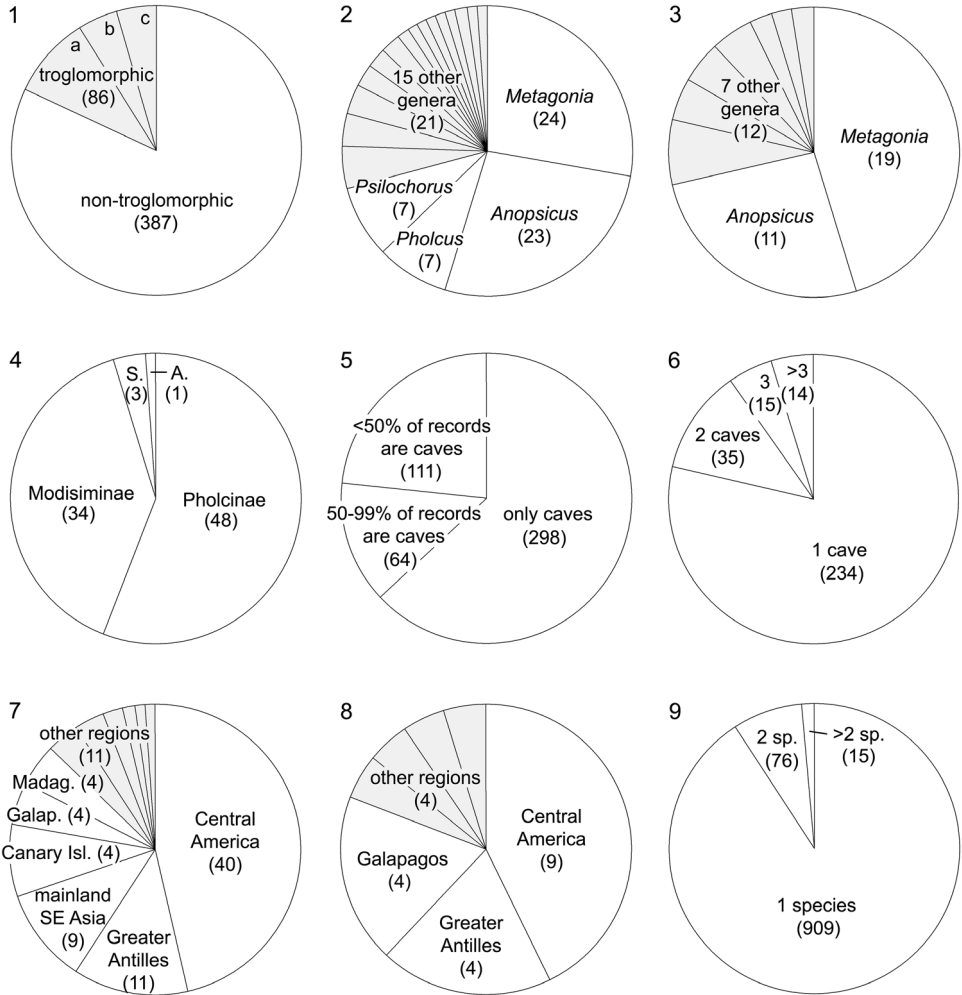 1
a
b
c
troglomorphic
(86)
non-troglomorphic
(387)
2
15 other
genera
(21)
Metagonia
(24)
Psilochorus
(7)
Pholcus
(7)
Anopsicus
(23)
3
7 other
genera
(12)
Metagonia
(19)
Anopsicus
(11)
4
S.
(3)
A.
(1)
Modisiminae
(34)
Pholcinae
(48)
5
<50% of records
are caves
(111)
50-99% of records
are caves
(64)
only caves
(298)
6
3
(15)
>3
(14)
2 caves
(35)
1 cave
(234)
7
other regions
(11)
Madag. (4)
Galap. (4)
Canary Isl. (4)
mainland
SE Asia
(9)
Greater
Antilles
(11)
Central
America
(40)
8
other regions
(4)
Galapagos
(4)
Greater
Antilles
(4)
Central
America
(9)
9
2 sp.
(76)
>2 sp.
(15)
1 species
(909)